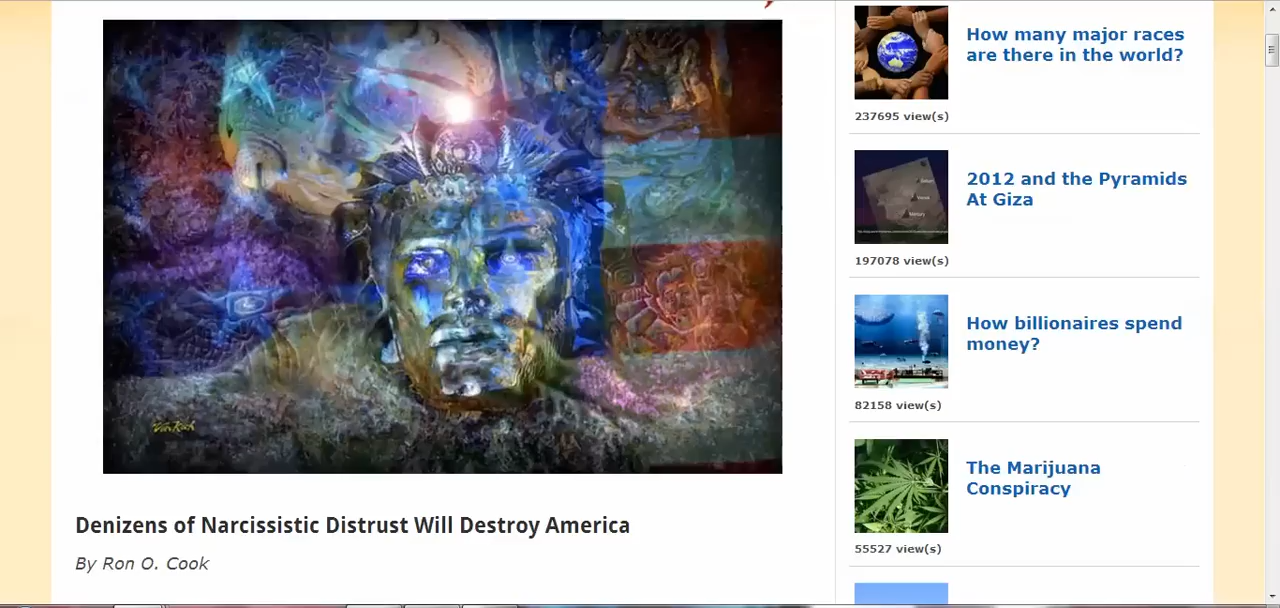 Denizens of Narcissistic Distrust Will Destroy America
By Ron O. Cook
How many major races
are there in the world?
237695 view(s)
2012 and the Pyramids
At Giza
197078 view(s)
How billionaires spend
money?
82158 view(s)
The Marijuana
Conspiracy
55527 view(s)